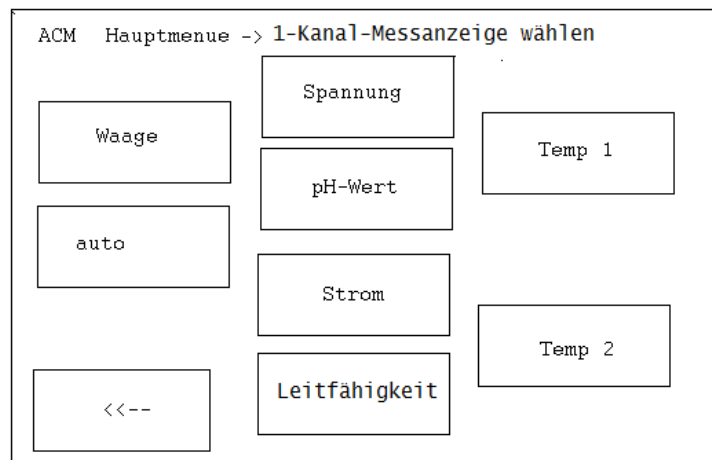 ACM Hauptmenue -> 1-Kanal-Messanzeige wählen
Spannung
Waage
Temp 1
pH-Wert
auto
Strom
Temp 2
Leitfähigkeit
<<--